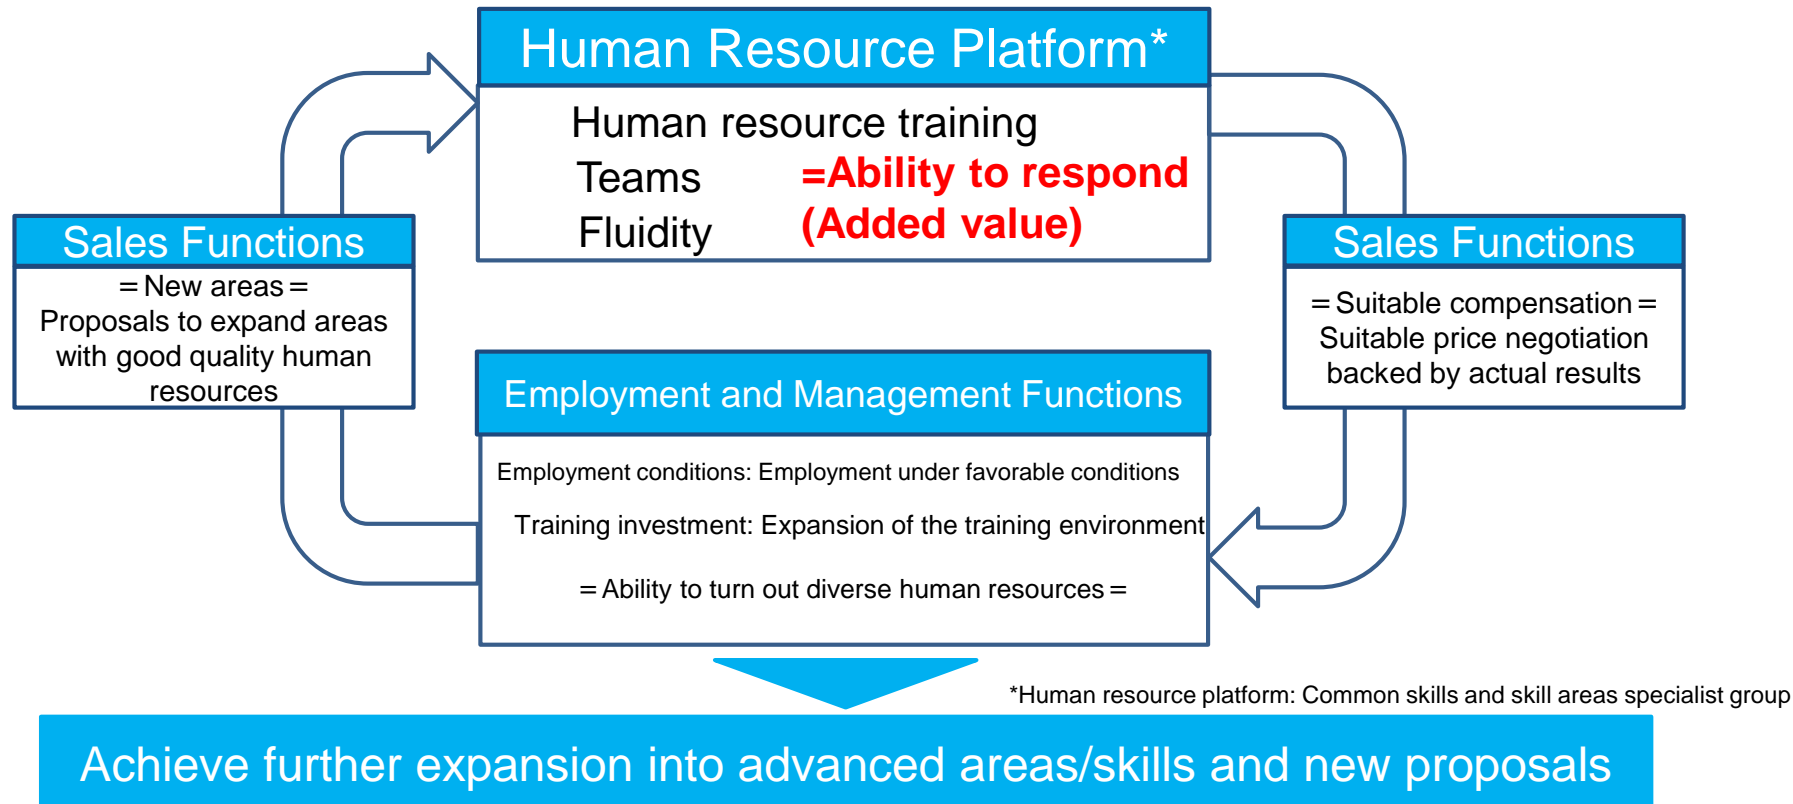 Human Resource Platform*
Human resource training
Teams
Fluidity
=Ability to respond
(Added value)
Sales Functions
＝New areas＝
Proposals to expand areas
with good quality human
resources
Sales Functions
＝Suitable compensation＝
Suitable price negotiation
backed by actual results
Employment and Management Functions
Employment conditions: Employment under favorable conditions
Training investment: Expansion of the training environment
＝Ability to turn out diverse human resources＝
*Human resource platform: Common skills and skill areas specialist group
Achieve further expansion into advanced areas/skills and new proposals